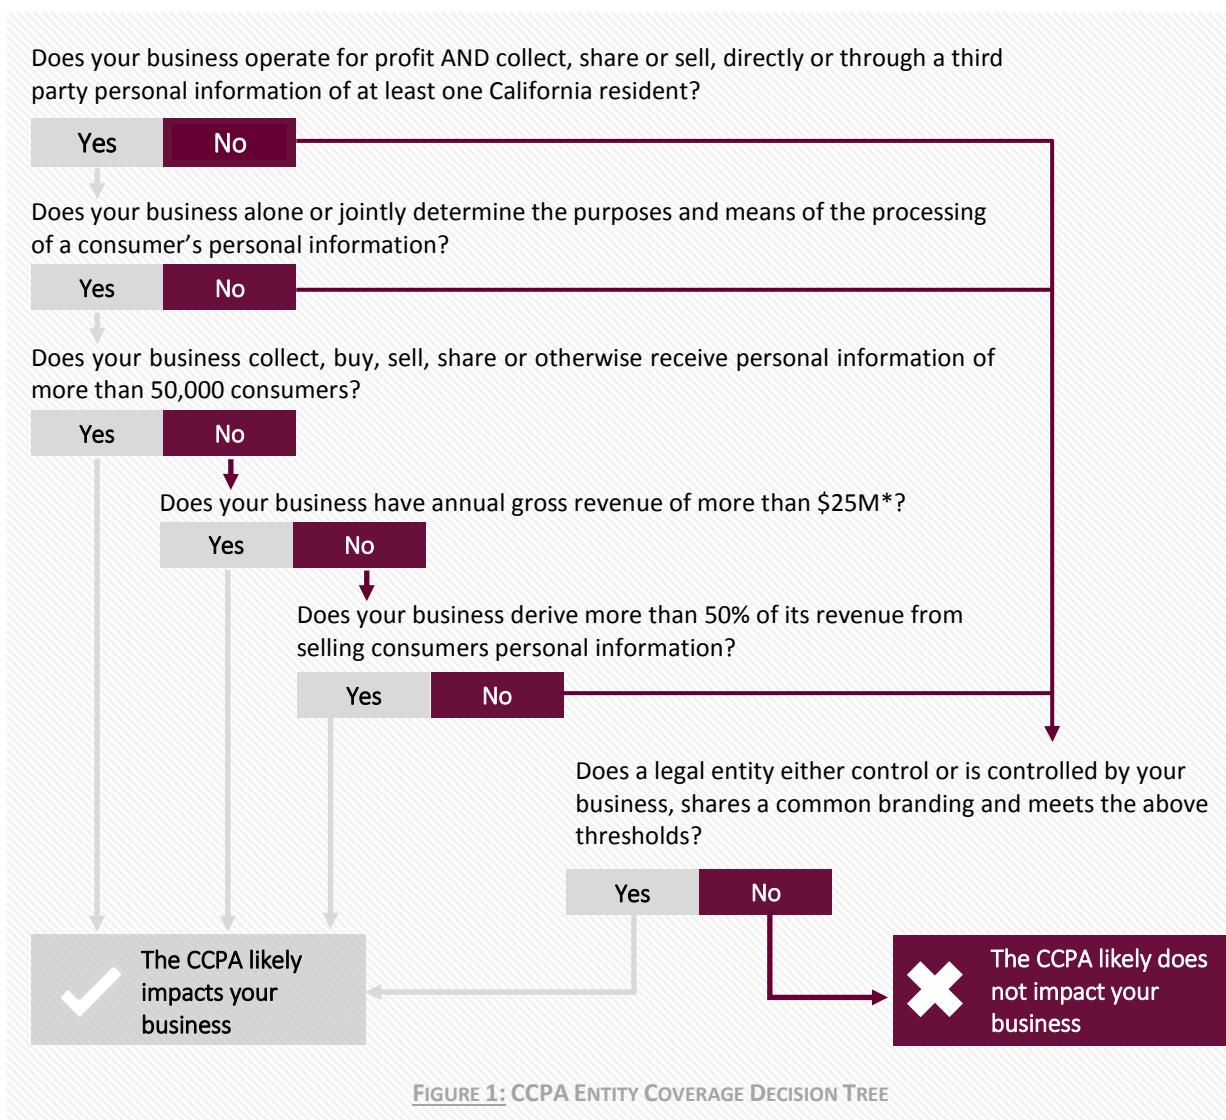 Does your business operate for profit AND collect, share or sell, directly or through a third
party personal information of at least one California resident?
Yes No
Does your business alone or jointly determine the purposes and means of the processing
of a consumer’s personal information?
Yes No
Does your business collect, buy, sell, share or otherwise receive personal information of
more than 50,000 consumers?
Yes No
Does your business have annual gross revenue of more than $25M*?
Yes No
Does your business derive more than 50% of its revenue from
selling consumers personal information?
Yes No
Does a legal entity either control or is controlled by your
business, shares a common branding and meets the above
thresholds?
Yes No
The CCPA likely
impacts your
business
The CCPA likely does
not impact your
business
FIGURE 1: CCPA ENTITY COVERAGE DECISION TREE